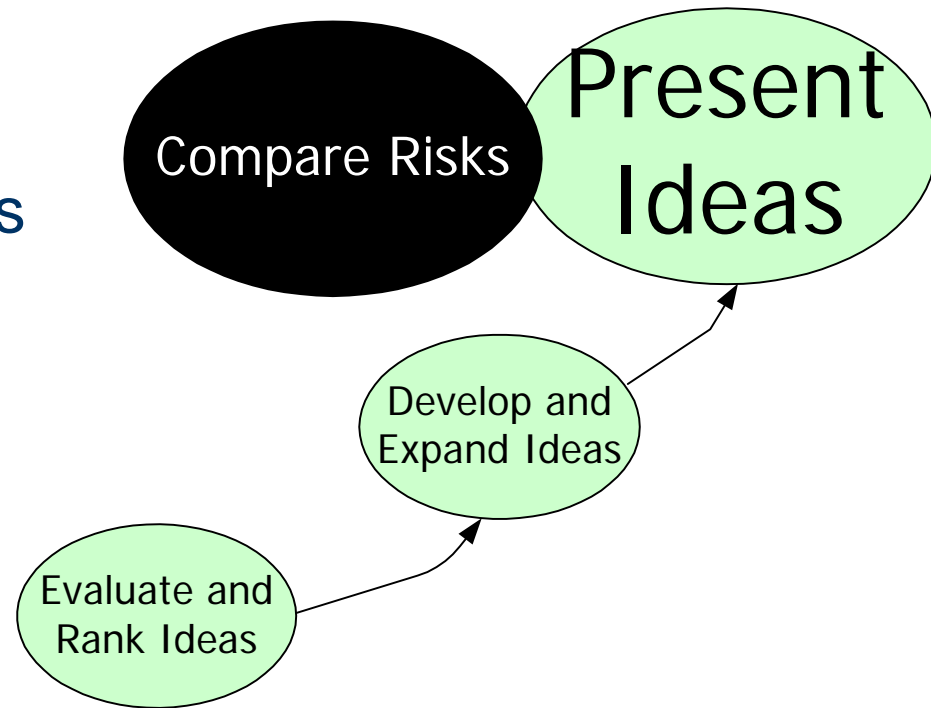 Compare Risks
Present
Ideas
s
Develop and
Expand Ideas
Evaluate and
Rank Ideas